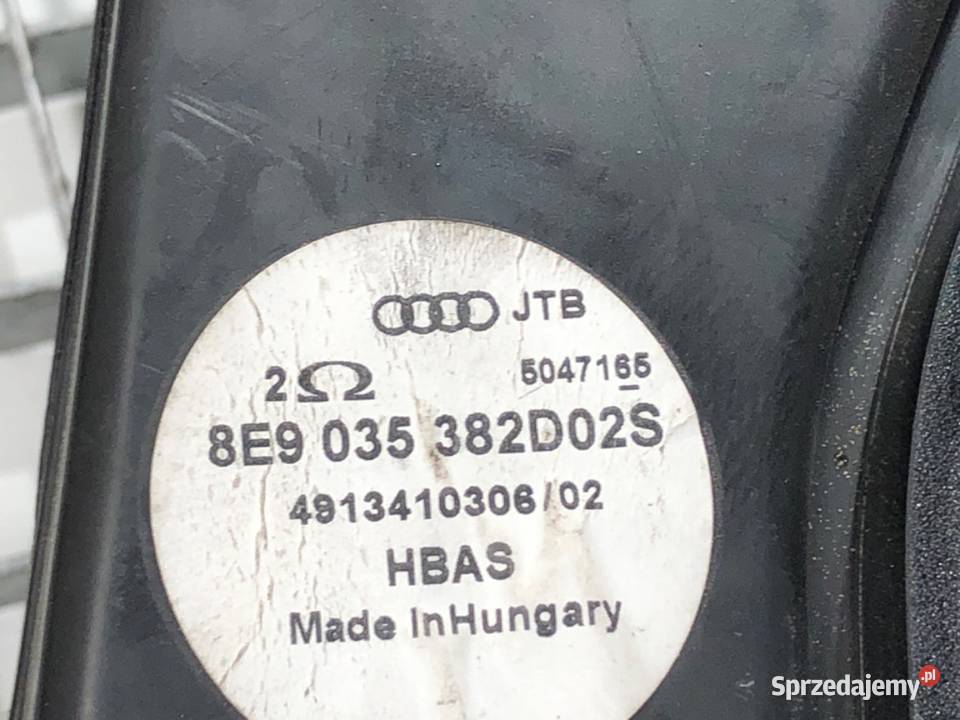 JTB
2Ω 5047165
8E9 035 382D02S
4913410306/02
HBAS
Made InHungary
Sprzedajemy.pl